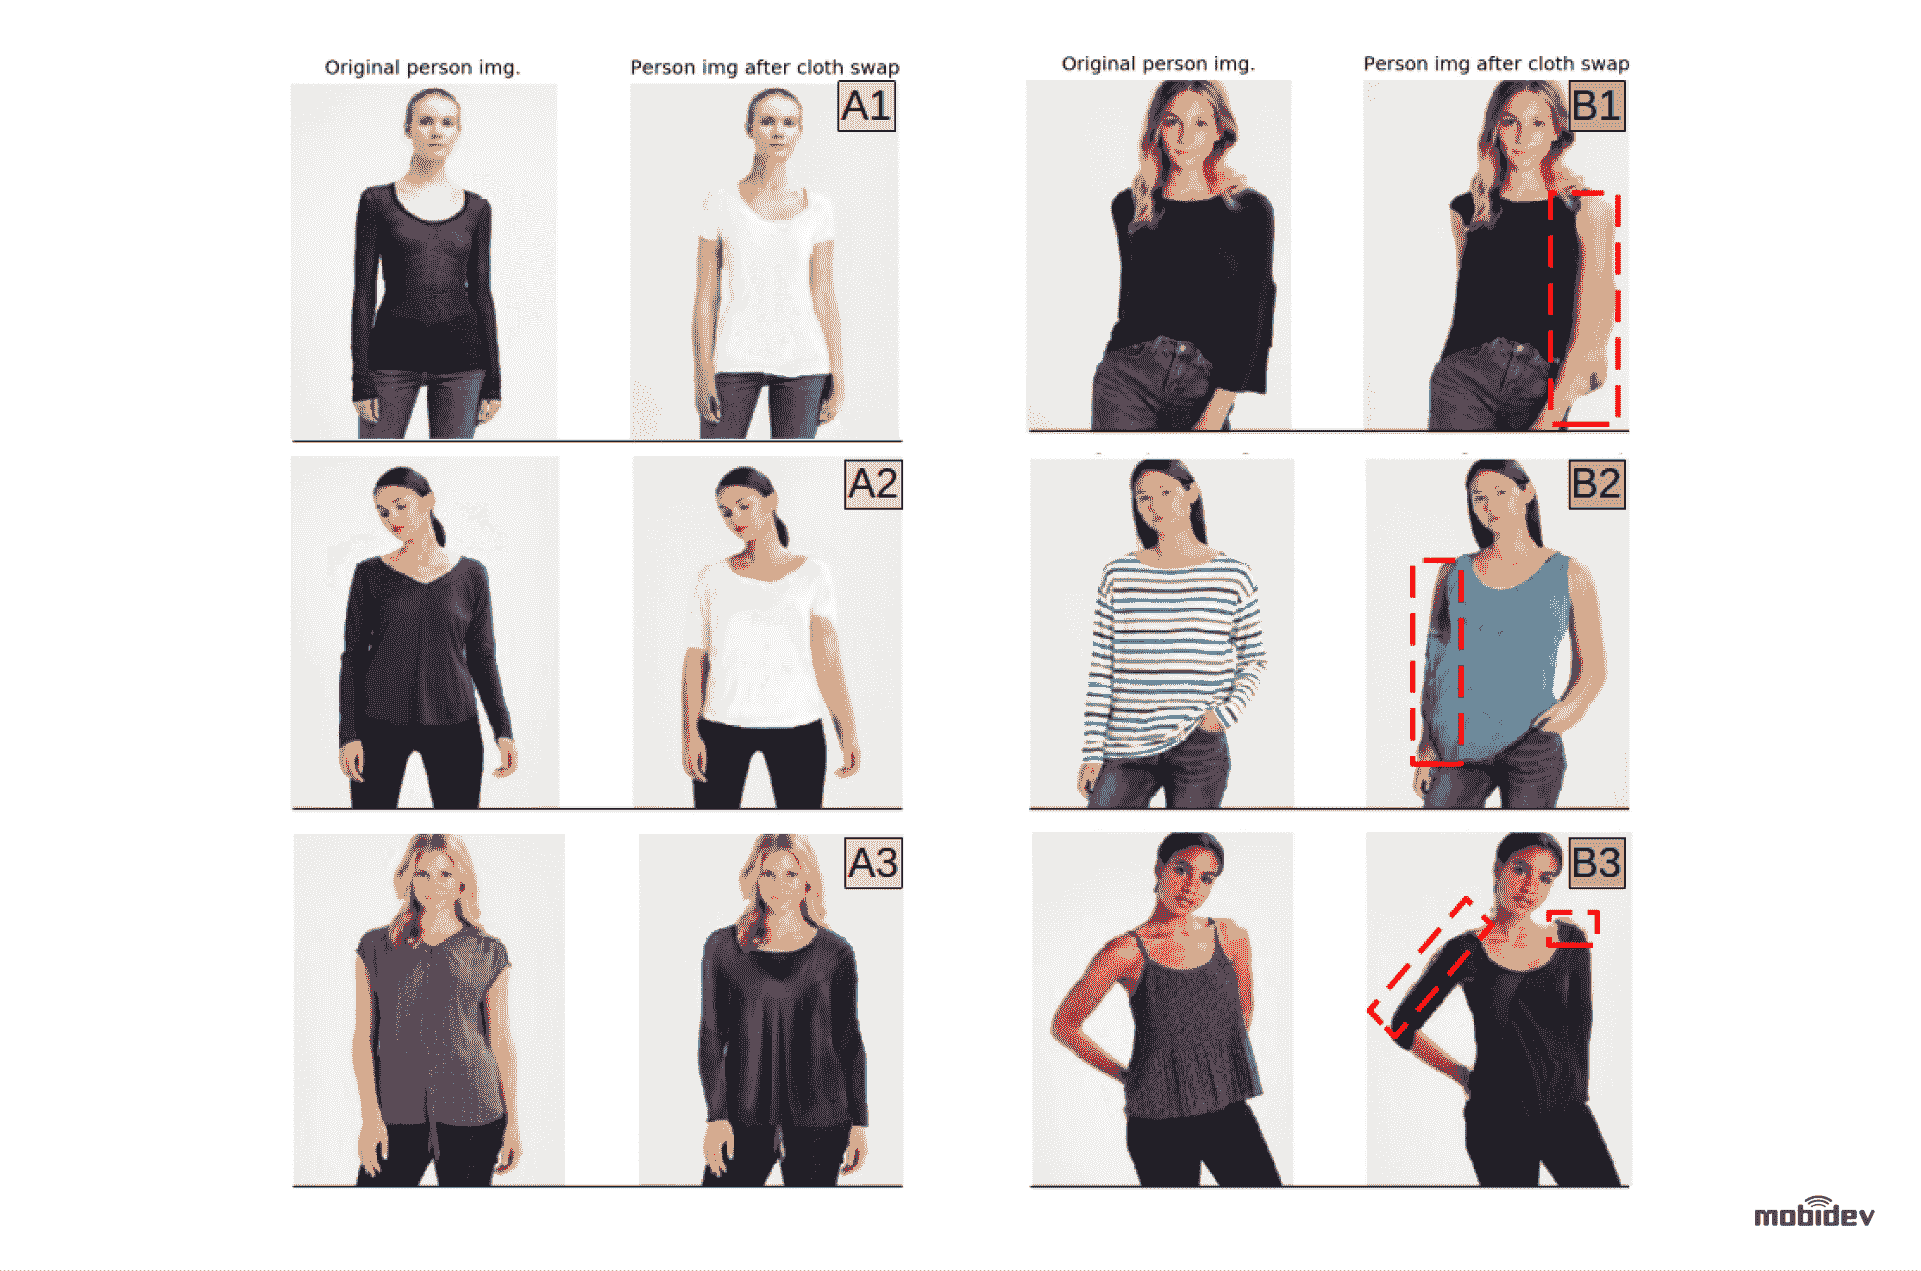 Original person img.
Person img after cloth swap
A1
Original person img.
Person img after cloth swap
B1
A2
B2
A3
B3
mobidev